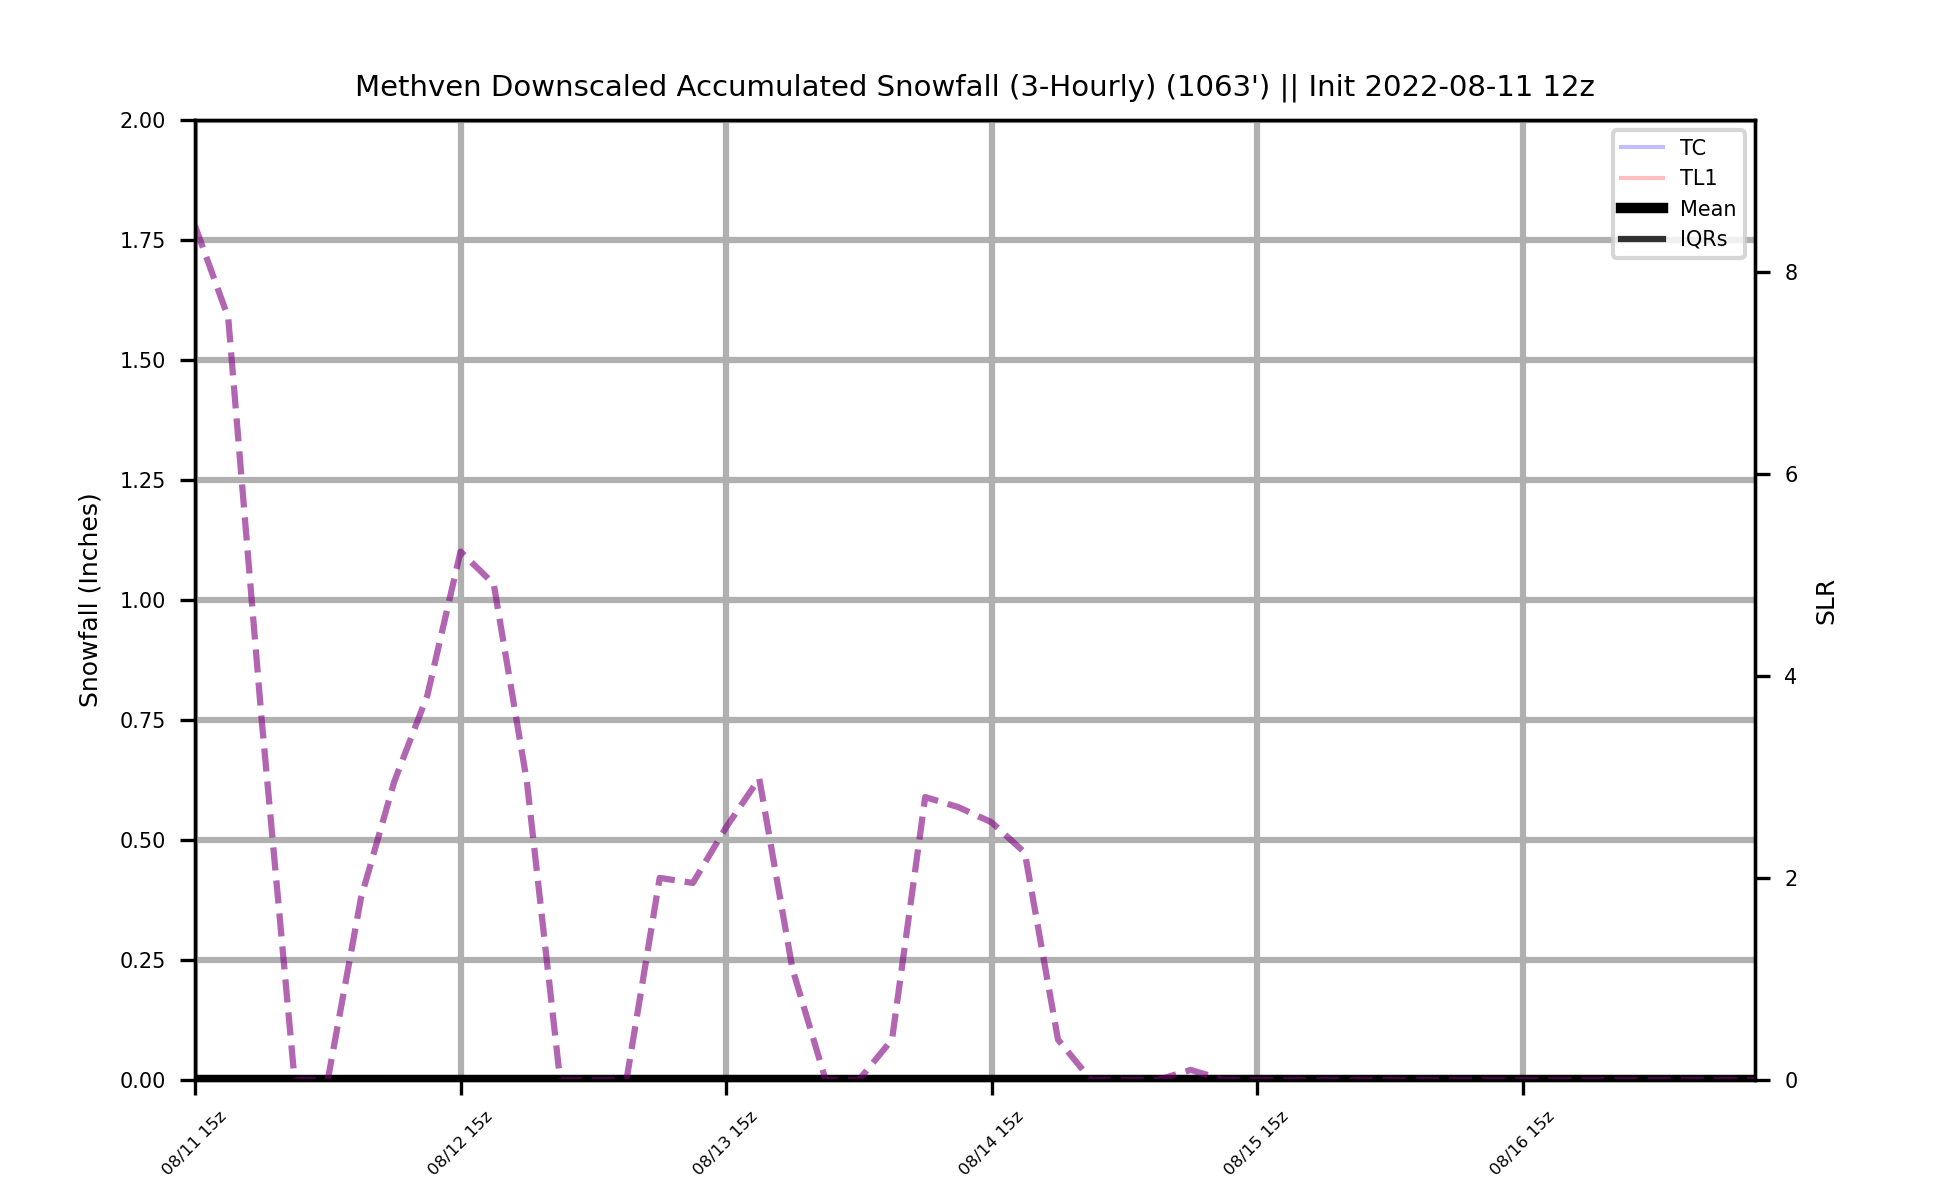 Methven Downscaled Accumulated Snowfall (3-Hourly) (1063') || Init 2022-08-11 12z
TC
TL1
Mean
IQRs
Snowfall (Inches)
2.00
1.75
1.50
1.25
1.00
0.75
0.50
0.25
0.00
SLR
8
6
4
2
0
08/11 15z
08/12 15z
08/13 15z
08/14 15z
08/15 15z
08/16 15z